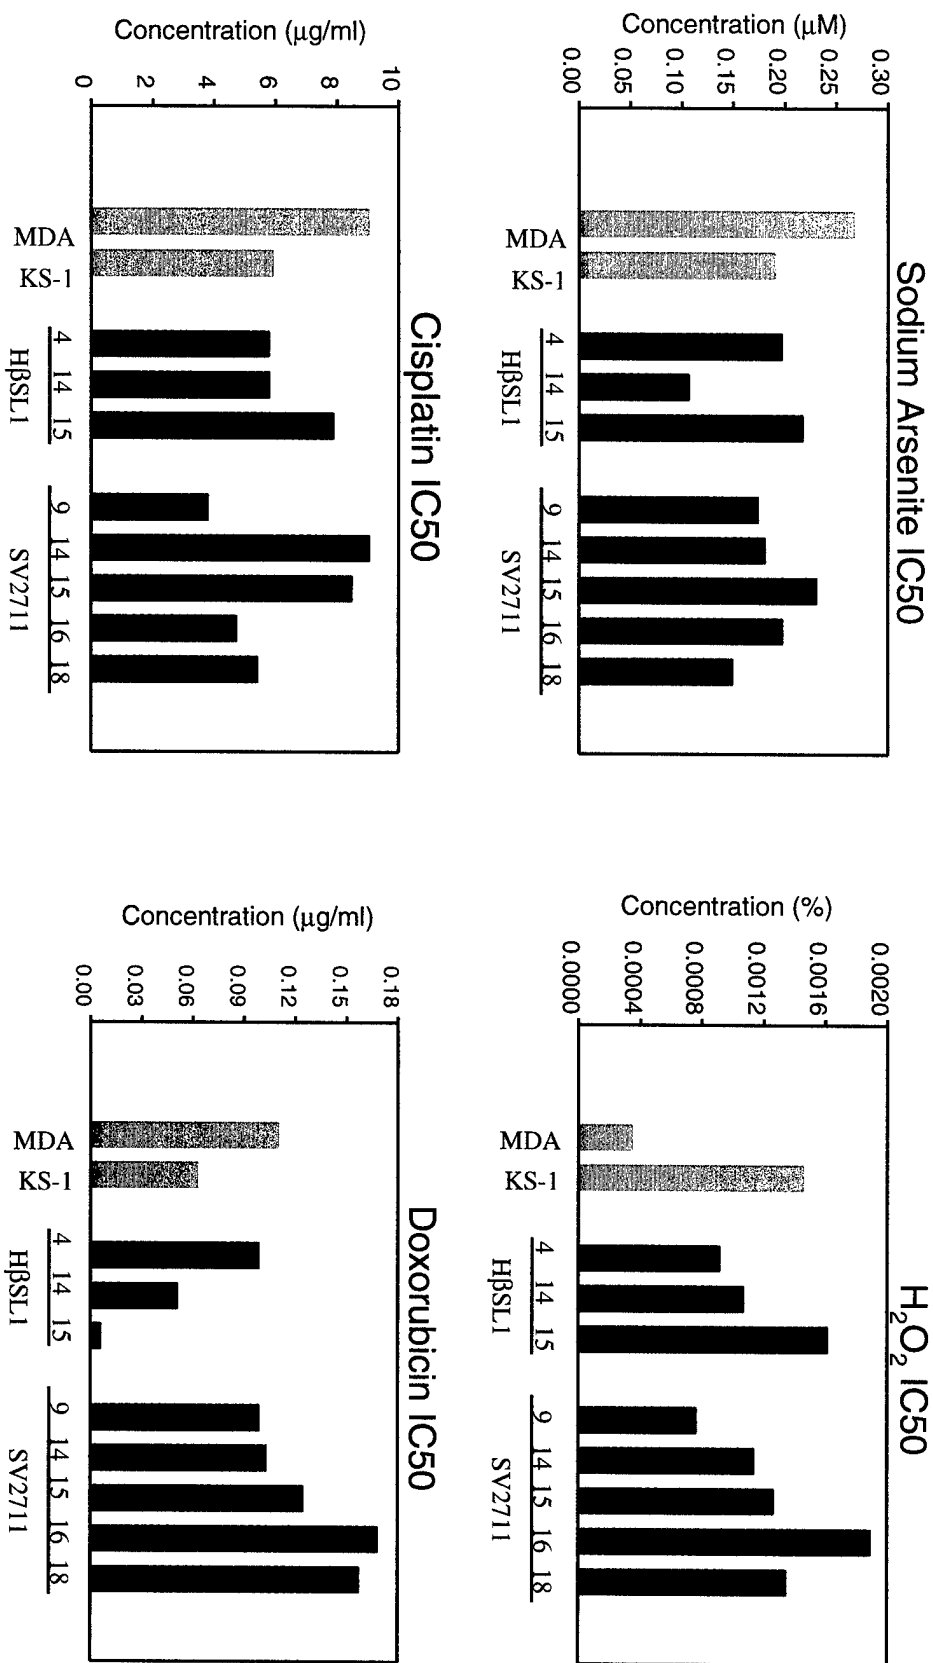 Sodium Arsenite IC50
Concentration (μM)
0.30
0.25
0.20
0.15
0.10
0.05
0.00
MDA KS-1 4 14 15 9 14 15 16 18
HβSL1 SV2711
H₂O₂ IC50
Concentration (%)
0.0020
0.0016
0.0012
0.0008
0.0004
0.0000
MDA KS-1 4 14 15 9 14 15 16 18
HβSL1 SV2711
Cisplatin IC50
Concentration (μg/ml)
10
8
6
4
2
0
MDA KS-1 4 14 15 9 14 15 16 18
HβSL1 SV2711
Doxorubicin IC50
Concentration (μg/ml)
0.18
0.15
0.12
0.09
0.06
0.03
0.00
MDA KS-1 4 14 15 9 14 15 16 18
HβSL1 SV2711